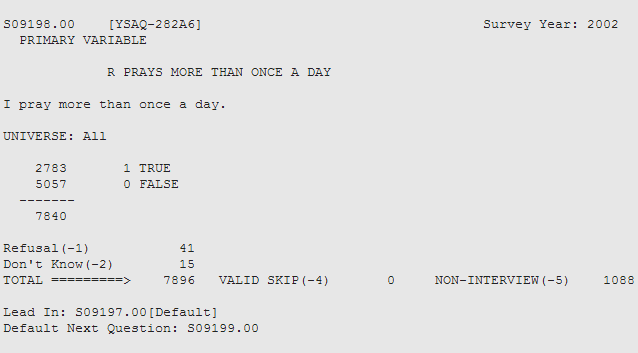 S09198.00    [YSAQ-282A6]                                    Survey Year: 2002
PRIMARY VARIABLE
R PRAYS MORE THAN ONCE A DAY
I pray more than once a day.
UNIVERSE: All
2783       1 TRUE
5057       0 FALSE
-------
7840
Refusal(-1)            41
Don't Know(-2)         15
TOTAL =========>    7896   VALID SKIP(-4)       0     NON-INTERVIEW(-5)    1088
Lead In: S09197.00[Default]
Default Next Question: S09199.00